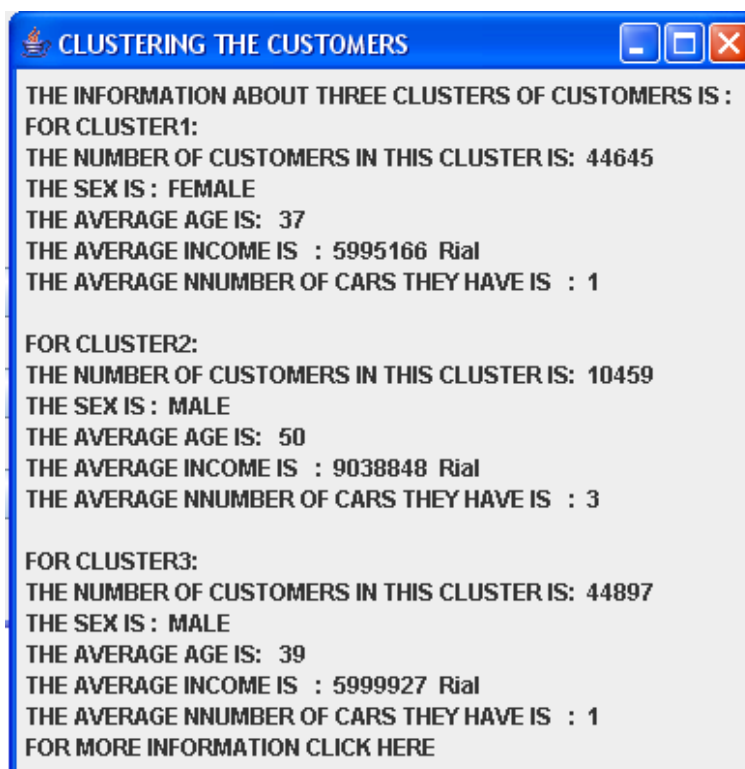 CLUSTERING THE CUSTOMERS
THE INFORMATION ABOUT THREE CLUSTERS OF CUSTOMERS IS :
FOR CLUSTER1:
THE NUMBER OF CUSTOMERS IN THIS CLUSTER IS: 44645
THE SEX IS : FEMALE
THE AVERAGE AGE IS: 37
THE AVERAGE INCOME IS : 5995166 Rial
THE AVERAGE NNUMBER OF CARS THEY HAVE IS : 1
FOR CLUSTER2:
THE NUMBER OF CUSTOMERS IN THIS CLUSTER IS: 10459
THE SEX IS : MALE
THE AVERAGE AGE IS: 50
THE AVERAGE INCOME IS : 9038848 Rial
THE AVERAGE NNUMBER OF CARS THEY HAVE IS : 3
FOR CLUSTER3:
THE NUMBER OF CUSTOMERS IN THIS CLUSTER IS: 44897
THE SEX IS : MALE
THE AVERAGE AGE IS: 39
THE AVERAGE INCOME IS : 5999927 Rial
THE AVERAGE NNUMBER OF CARS THEY HAVE IS : 1
FOR MORE INFORMATION CLICK HERE